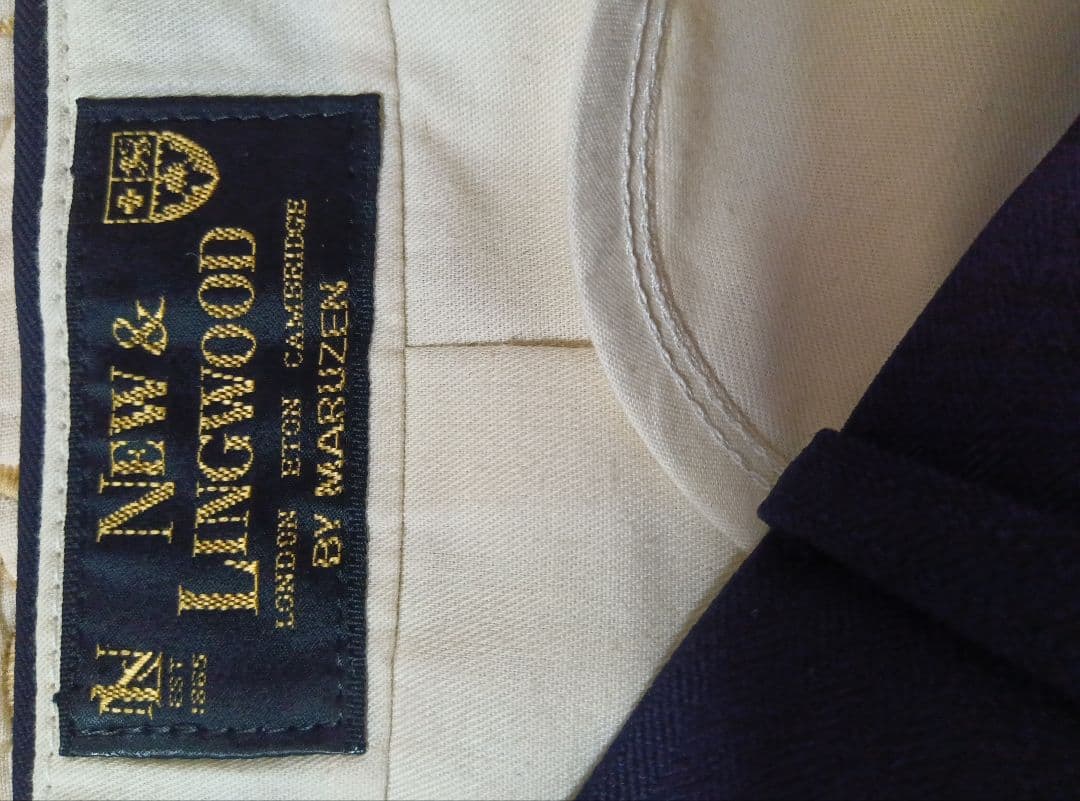 EST
1865
NEW &
LINGWOOD
LONDON ETON CAMBRIDGE
BY MARUZEN